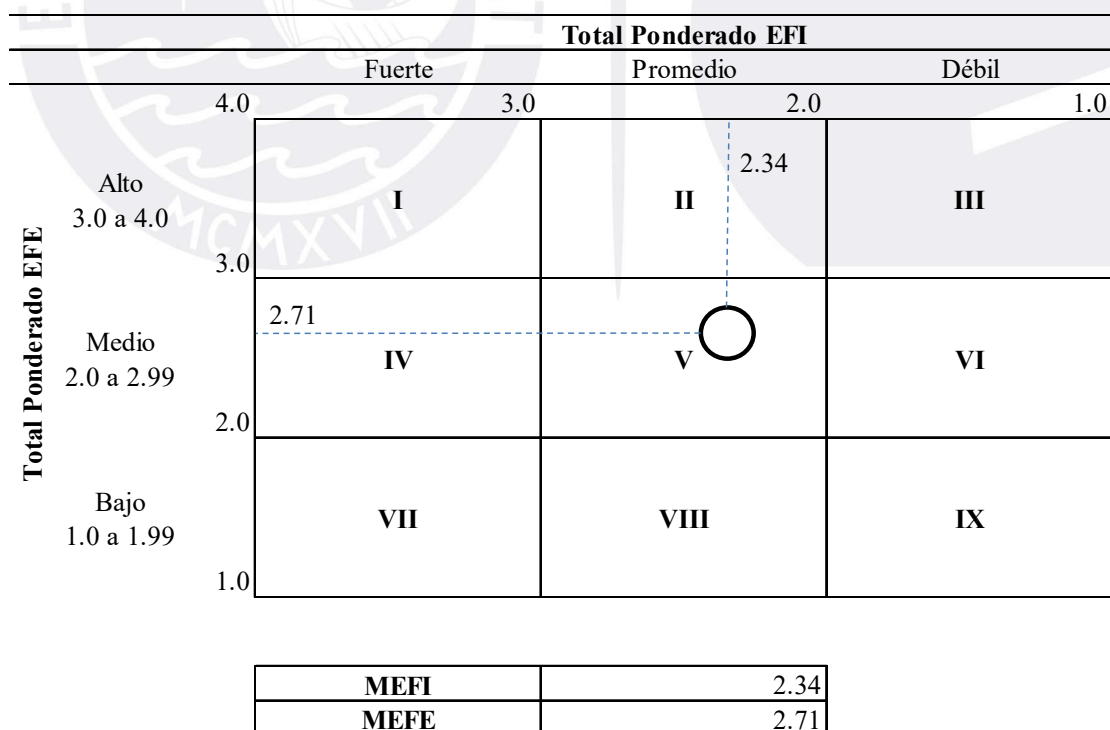 Total Ponderado EFI
Fuerte Promedio Débil
4.0 3.0 2.0 1.0
Alto
3.0 a 4.0
I II III
2.34
3.0
Total Ponderado EFE
2.71
Medio
2.0 a 2.99
IV V VI
2.0
Bajo
1.0 a 1.99
VII VIII IX
1.0
MEFI 2.34
MEFE 2.71
MCMXVII